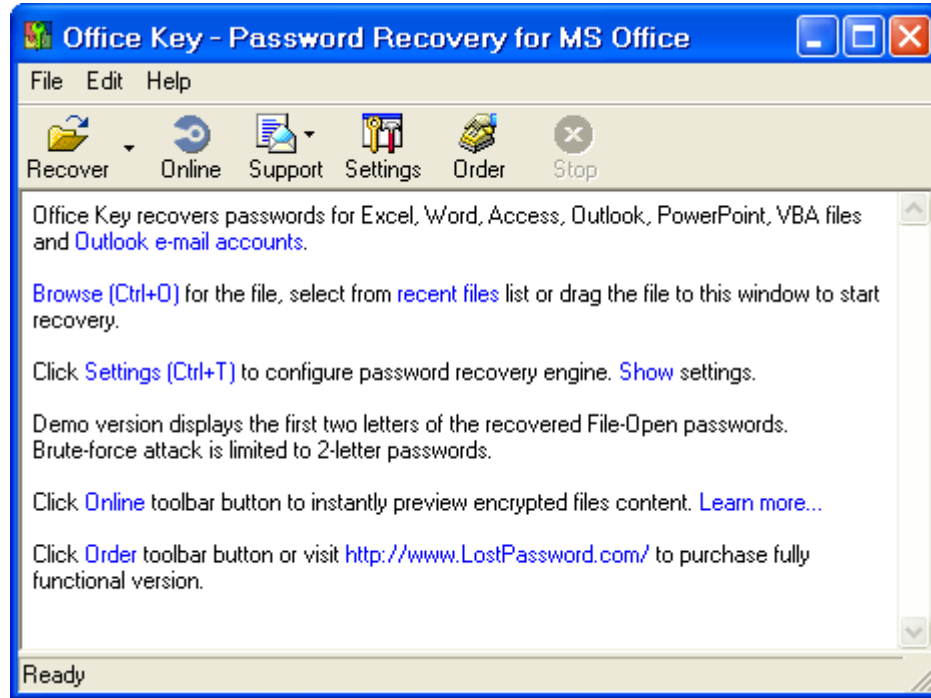 Office Key - Password Recovery for MS Office
File Edit Help
Recover Online Support Settings Order Stop
Office Key recovers passwords for Excel, Word, Access, Outlook, PowerPoint, VBA files
and Outlook e-mail accounts.
Browse (Ctrl+O) for the file, select from recent files list or drag the file to this window to start
recovery.
Click Settings (Ctrl+T) to configure password recovery engine. Show settings.
Demo version displays the first two letters of the recovered File-Open passwords.
Brute-force attack is limited to 2-letter passwords.
Click Online toolbar button to instantly preview encrypted files content. Learn more...
Click Order toolbar button or visit http://www.LostPassword.com/ to purchase fully
functional version.
Ready